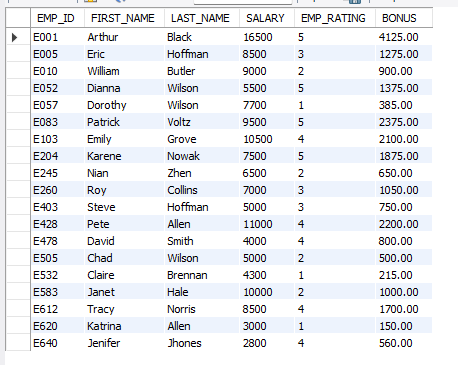 EMP_ID FIRST_NAME LAST_NAME SALARY EMP_RATING BONUS
E001 Arthur Black 16500 5 4125.00
E005 Eric Hoffman 8500 3 1275.00
E010 William Butler 9000 2 900.00
E052 Dianna Wilson 5500 5 1375.00
E057 Dorothy Wilson 7700 1 385.00
E083 Patrick Voltz 9500 5 2375.00
E103 Emily Grove 10500 4 2100.00
E204 Karene Nowak 7500 5 1875.00
E245 Nian Zhen 6500 2 650.00
E260 Roy Collins 7000 3 1050.00
E403 Steve Hoffman 5000 3 750.00
E428 Pete Allen 11000 4 2200.00
E478 David Smith 4000 4 800.00
E505 Chad Wilson 5000 2 500.00
E532 Claire Brennan 4300 1 215.00
E583 Janet Hale 10000 2 1000.00
E612 Tracy Norris 8500 4 1700.00
E620 Katrina Allen 3000 1 150.00
E640 Jenifer Jhones 2800 4 560.00